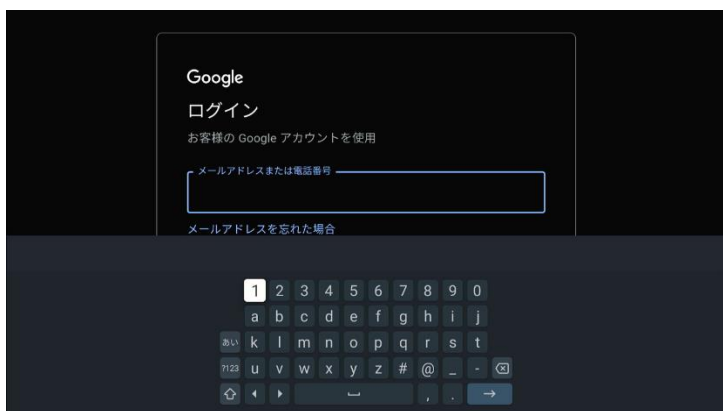 Google
ログイン
お客様の Google アカウントを使用
メールアドレスまたは電話番号
メールアドレスを忘れた場合
1 2 3 4 5 6 7 8 9 0
a b c d e f g h i j
あい k l m n o p q r s t
?123 u v w x y z # @ _ -
, .